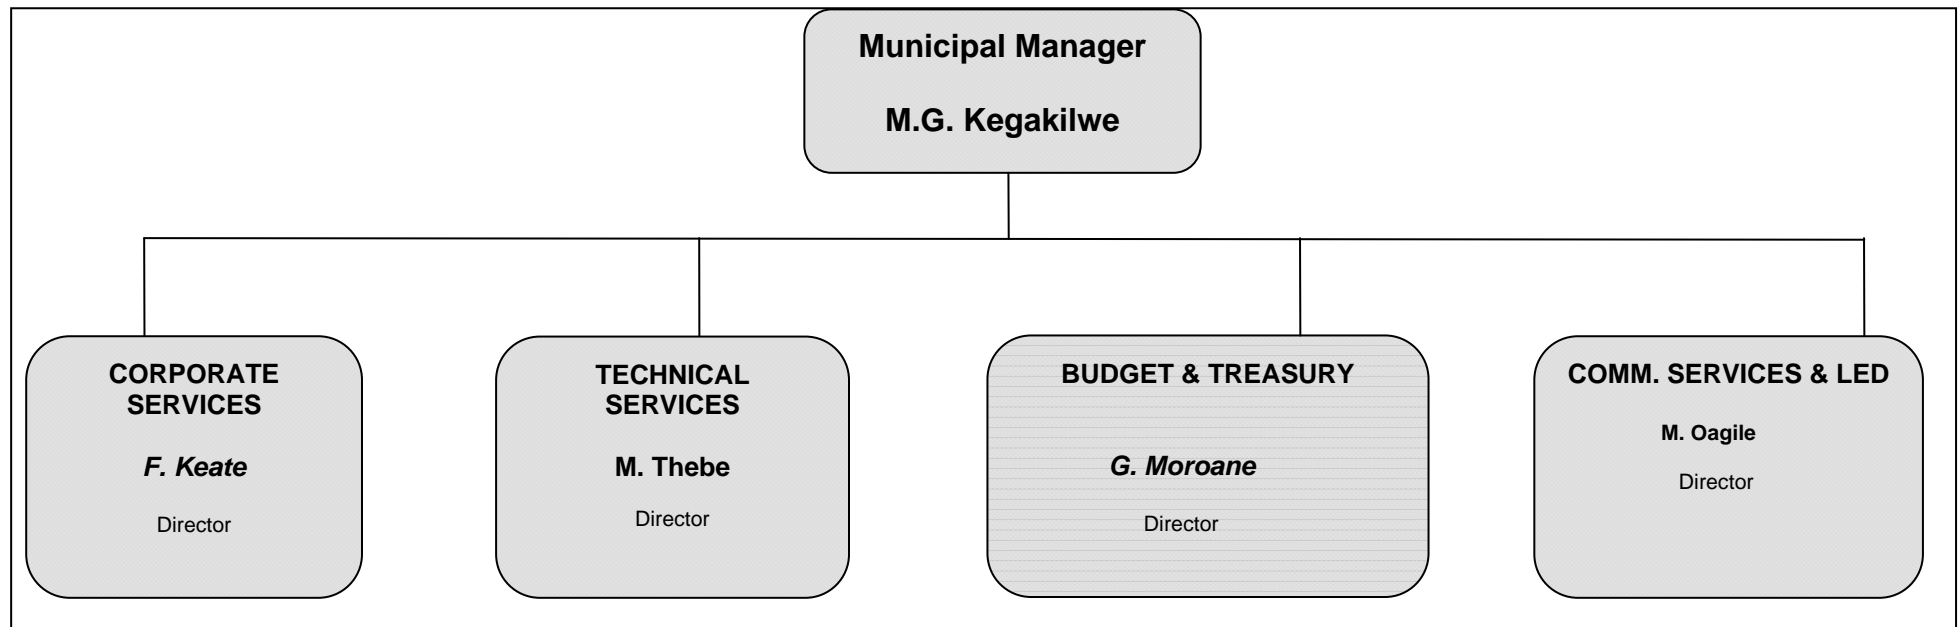 Municipal Manager
M.G. Kegakilwe
CORPORATE
SERVICES
F. Keate
Director
TECHNICAL
SERVICES
M. Thebe
Director
BUDGET & TREASURY
G. Moroane
Director
COMM. SERVICES & LED
M. Oagile
Director